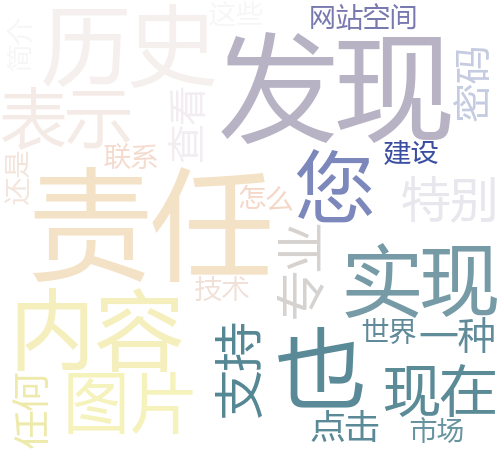 这些
网站空间
历史
发现
简介
密码
表示
查看
建设
联系
还是
您
责任
怎么
特别
专业
技术
实现
内容
支持
也
世界
一种
任何
图片
现在
点击
市场